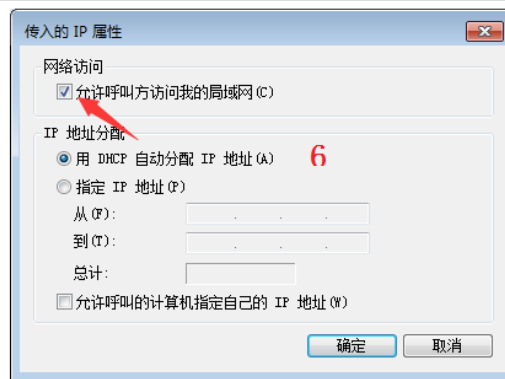 传入的 IP 属性
网络访问
允许呼叫方访问我的局域网(C)
IP 地址分配
用 DHCP 自动分配 IP 地址(A)
6
指定 IP 地址(P)
从(F):
到(T):
总计:
允许呼叫的计算机指定自己的 IP 地址(W)
确定
取消